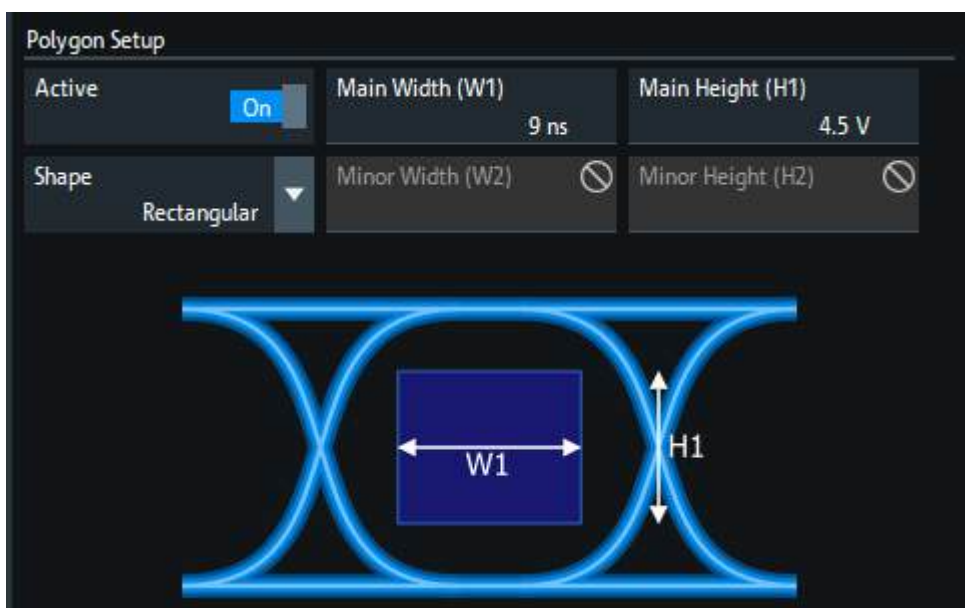 Polygon Setup
Active
On
Main Width (W1)
9 ns
Main Height (H1)
4.5 V
Shape
Rectangular
Minor Width (W2)
Minor Height (H2)
W1
H1